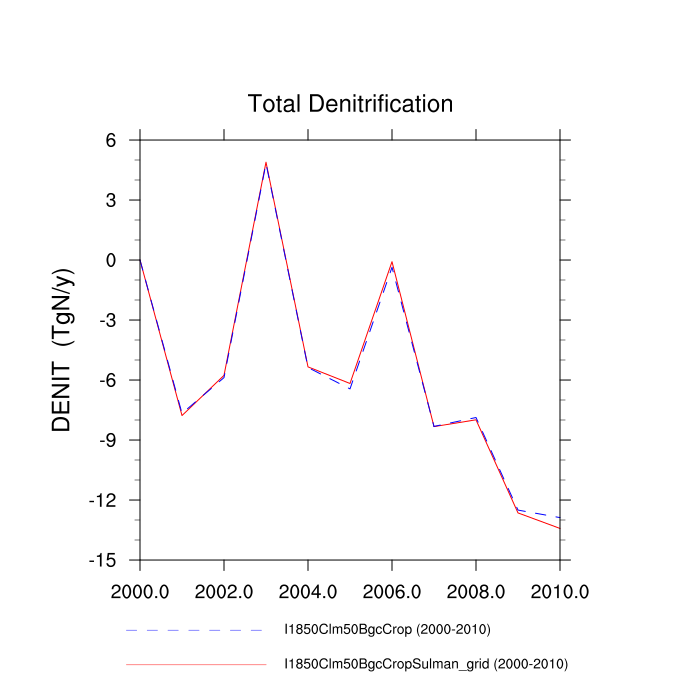 Total Denitrification
6
3
0
-3
-6
-9
-12
-15
DENIT (TgN/y)
2000.0 2002.0 2004.0 2006.0 2008.0 2010.0
I1850Clm50BgcCrop (2000-2010)
I1850Clm50BgcCropSulman_grid (2000-2010)